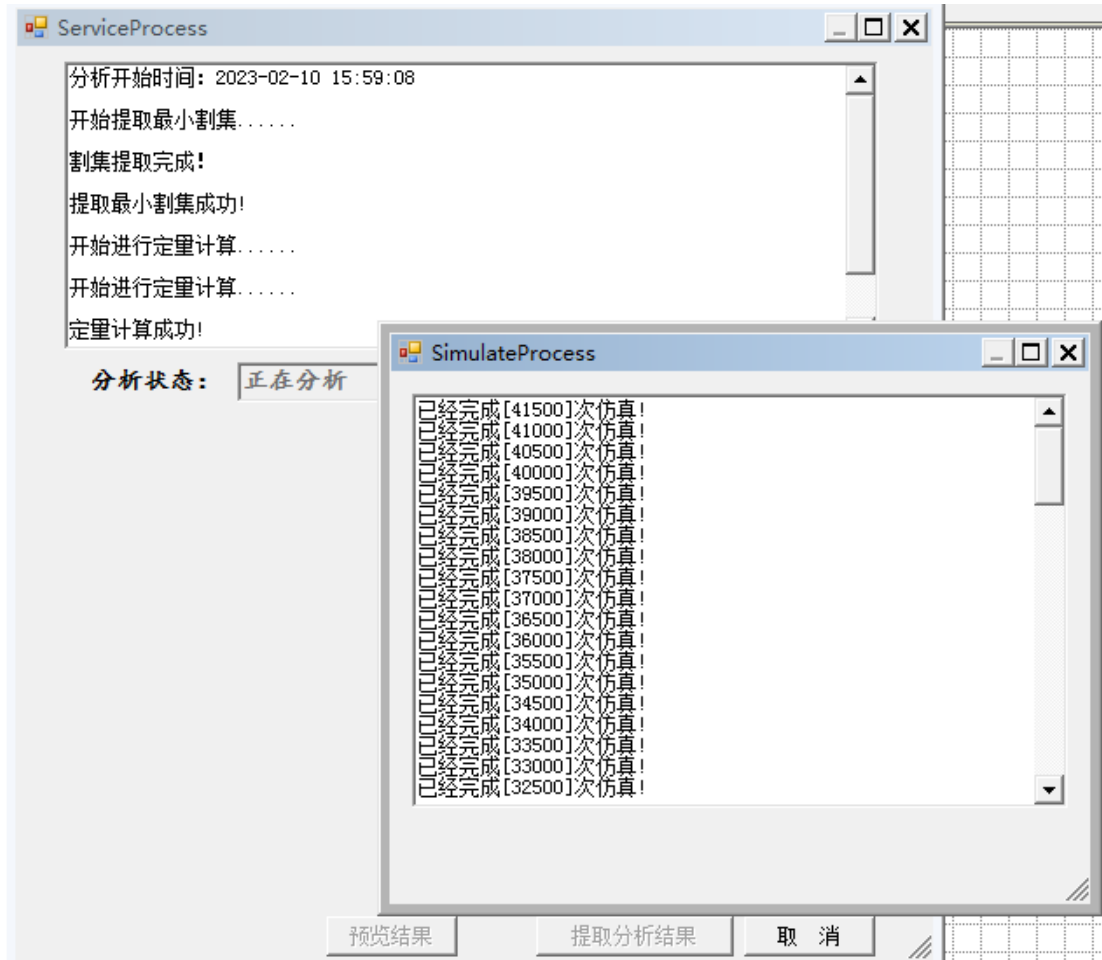 ServiceProcess
分析开始时间：2023-02-10 15:59:08
开始提取最小割集......
割集提取完成!
提取最小割集成功!
开始进行定量计算......
开始进行定量计算......
定量计算成功!
分析状态：
正在分析
SimulateProcess
已经完成[41500]次仿真!
已经完成[41000]次仿真!
已经完成[40500]次仿真!
已经完成[40000]次仿真!
已经完成[39500]次仿真!
已经完成[39000]次仿真!
已经完成[38500]次仿真!
已经完成[38000]次仿真!
已经完成[37500]次仿真!
已经完成[37000]次仿真!
已经完成[36500]次仿真!
已经完成[36000]次仿真!
已经完成[35500]次仿真!
已经完成[35000]次仿真!
已经完成[34500]次仿真!
已经完成[34000]次仿真!
已经完成[33500]次仿真!
已经完成[33000]次仿真!
已经完成[32500]次仿真!
预览结果
提取分析结果
取 消